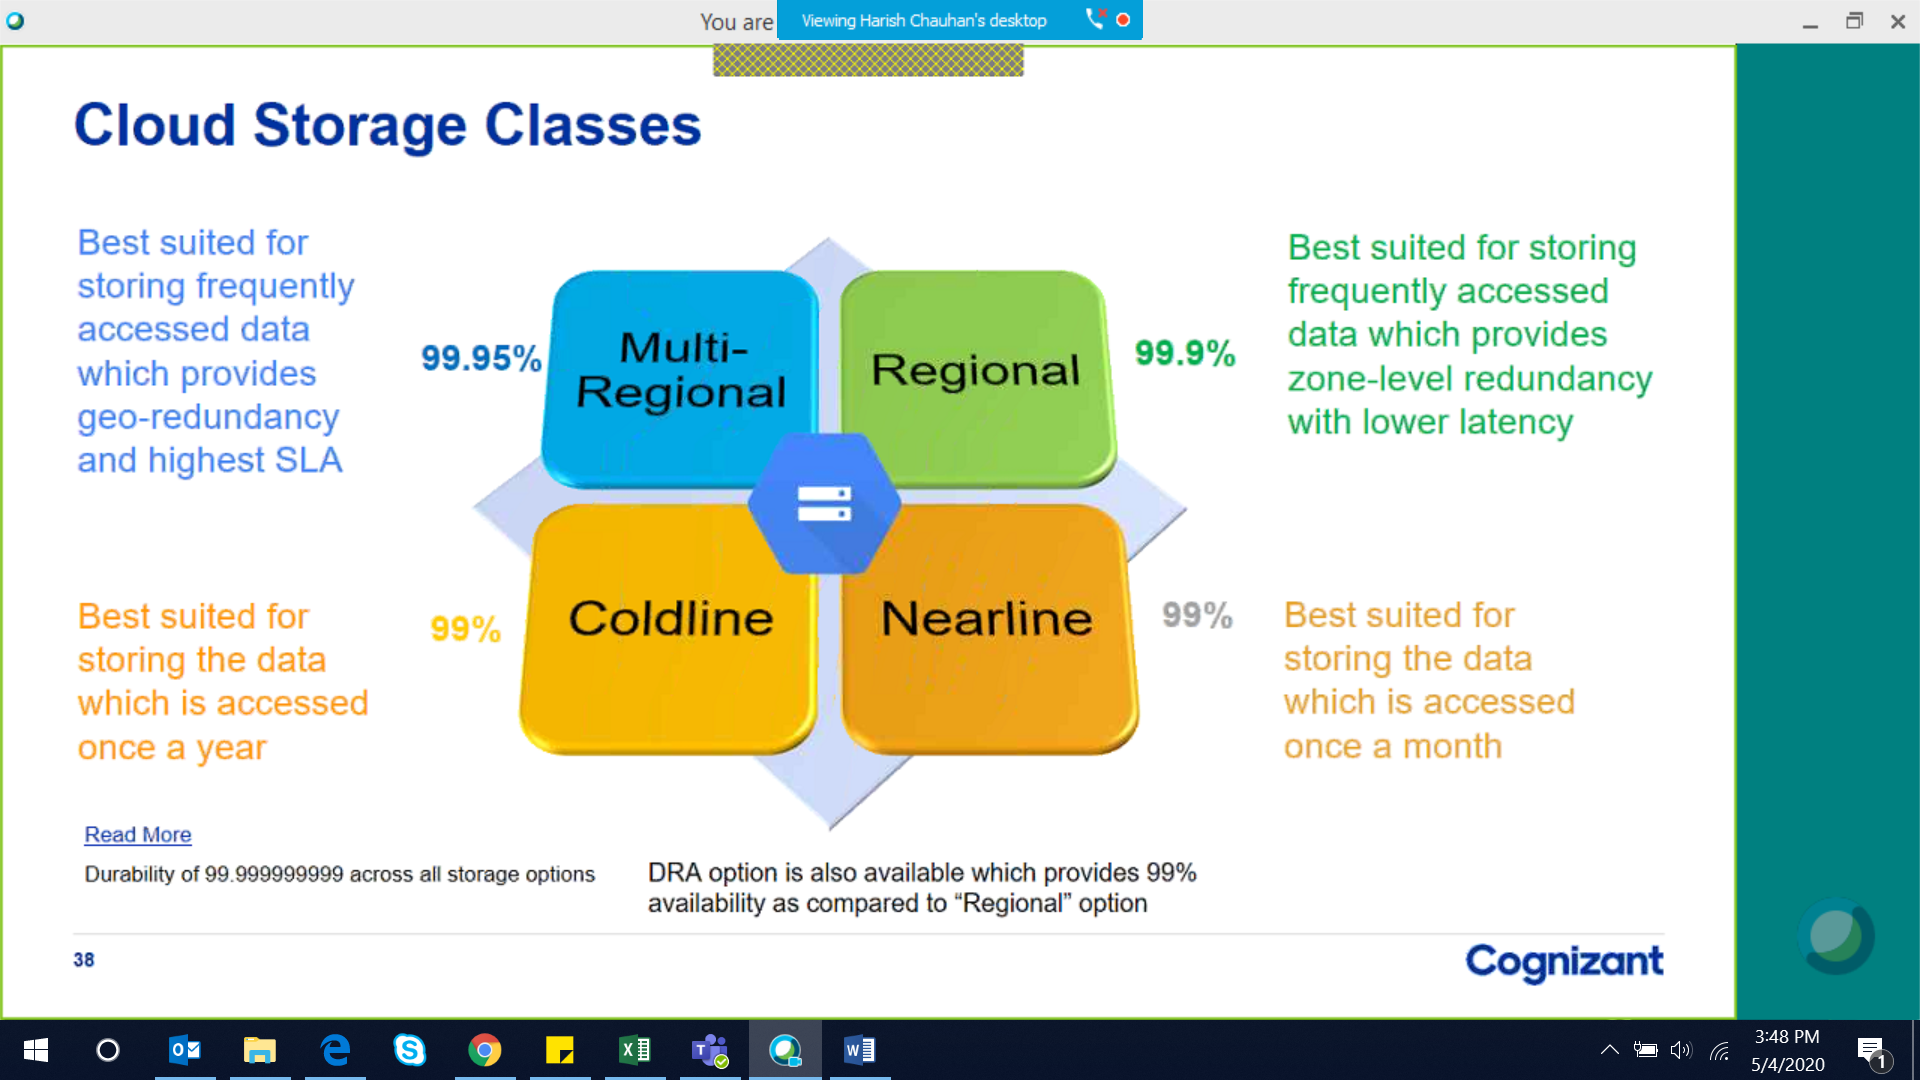 You are
Viewing Harish Chauhan's desktop
Cloud Storage Classes
Best suited for
storing frequently
accessed data
which provides
geo-redundancy
and highest SLA
99.95%
Multi-
Regional
Regional
99.9%
Best suited for storing
frequently accessed
data which provides
zone-level redundancy
with lower latency
Best suited for
storing the data
which is accessed
once a year
99%
Coldline
Nearline
99%
Best suited for
storing the data
which is accessed
once a month
Read More
Durability of 99.999999999 across all storage options
DRA option is also available which provides 99%
availability as compared to “Regional” option
38
Cognizant
3:48 PM
5/4/2020
1